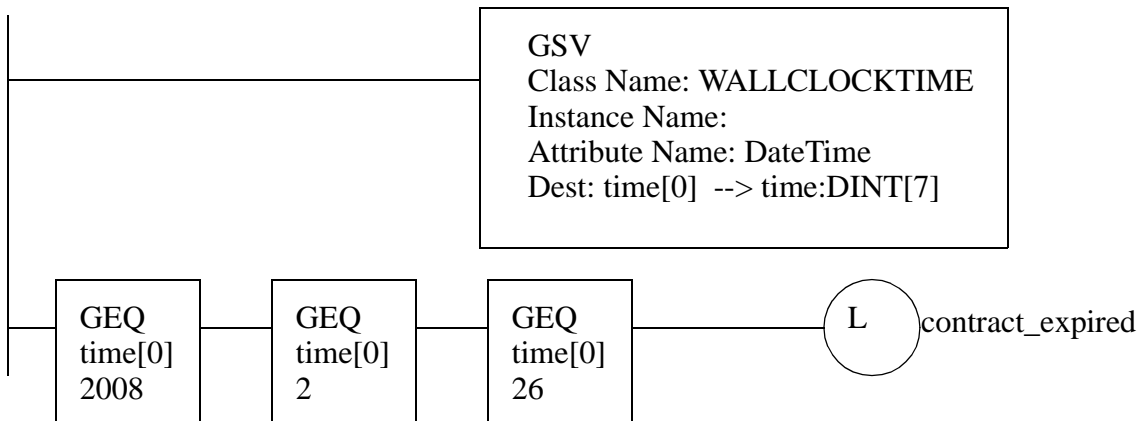 GSV
Class Name: WALLCLOCKTIME
Instance Name:
Attribute Name: DateTime
Dest: time[0] --> time:DINT[7]
GEQ
time[0]
2008
GEQ
time[0]
2
GEQ
time[0]
26
L
contract_expired